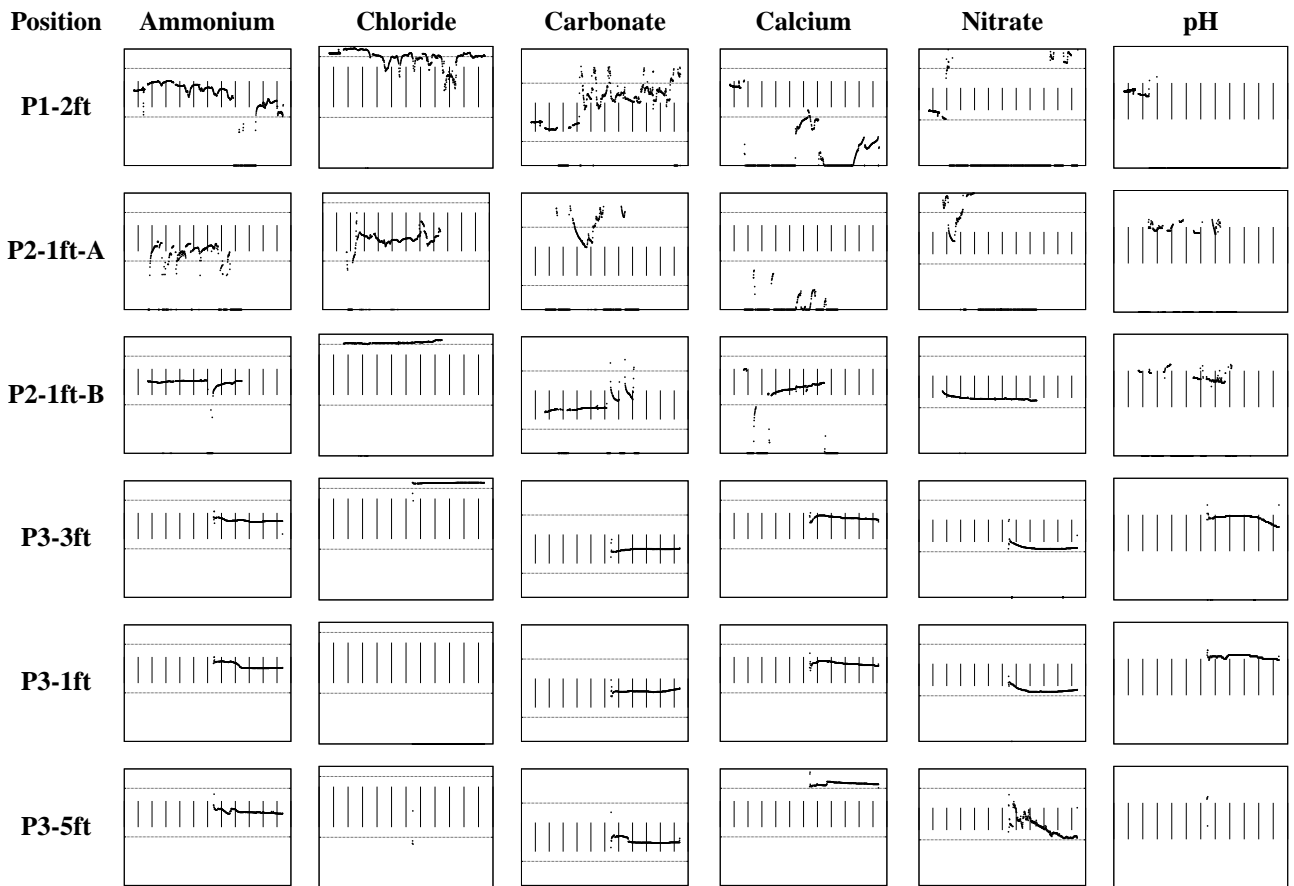 Position Ammonium Chloride Carbonate Calcium Nitrate pH
P1-2ft
P2-1ft-A
P2-1ft-B
P3-3ft
P3-1ft
P3-5ft